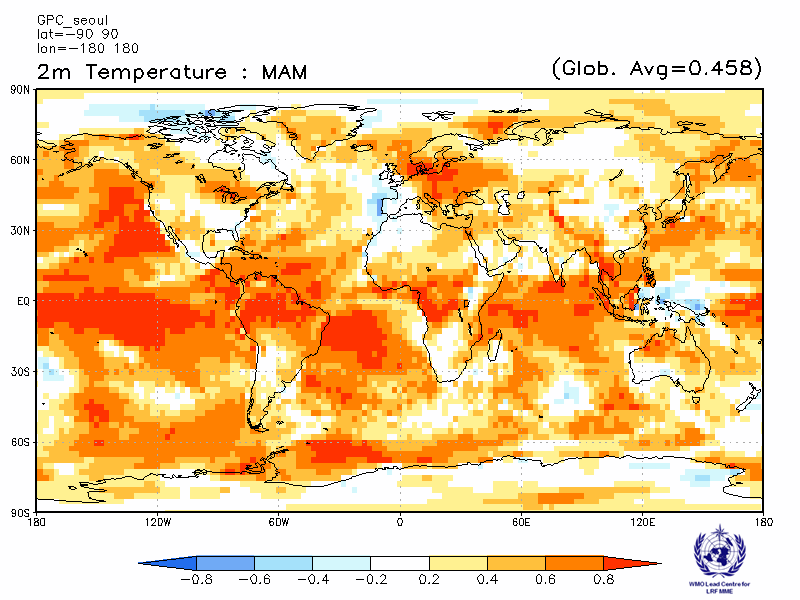 GPC_seoul
lat=-90 90
lon=-180 180
2m Temperature : MAM
(Glob. Avg=0.458)
90N
60N
30N
EQ
30S
60S
90S
180 120W 60W 0 60E 120E 180
-0.8 -0.6 -0.4 -0.2 0.2 0.4 0.6 0.8
WMO Lead Centre for
LRF MME